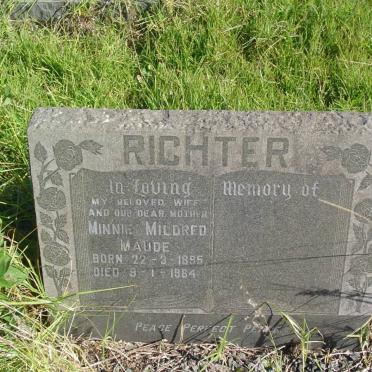 RICHTER
In loving Memory of
MY BELOVED WIFE
AND OUR DEAR MOTHER
MINNIE MILDRED
MAUDE
BORN 22-3-1885
DIED 9-1-1964
PEACE PERFECT PEACE